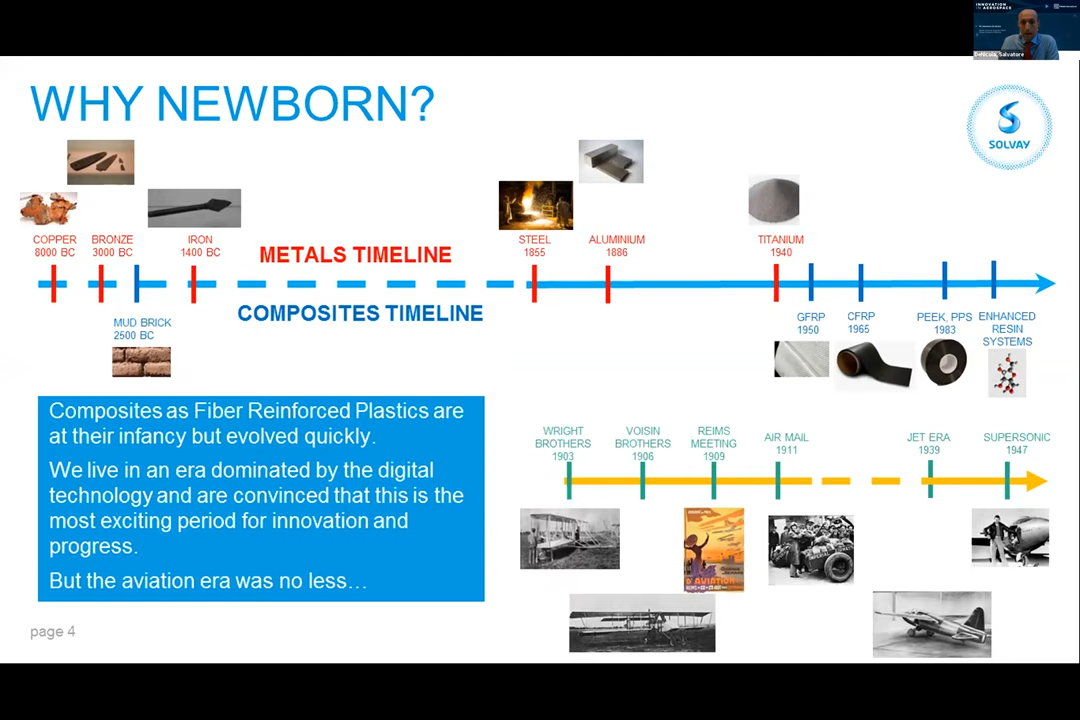 INNOVATION
IN AEROSPACE
DeNicola, Salvatore
WHY NEWBORN?
SOLVAY
COPPER
8000 BC
BRONZE
3000 BC
IRON
1400 BC
STEEL
1855
ALUMINIUM
1886
TITANIUM
1940
METALS TIMELINE
COMPOSITES TIMELINE
MUD BRICK
2500 BC
GFRP
1950
CFRP
1965
PEEK, PPS
1983
ENHANCED
RESIN
SYSTEMS
Composites as Fiber Reinforced Plastics are
at their infancy but evolved quickly.
We live in an era dominated by the digital
technology and are convinced that this is the
most exciting period for innovation and
progress.
But the aviation era was no less…
WRIGHT
BROTHERS
1903
VOISIN
BROTHERS
1906
REIMS
MEETING
1909
AIR MAIL
1911
JET ERA
1939
SUPERSONIC
1947
D'AVIATION
page 4